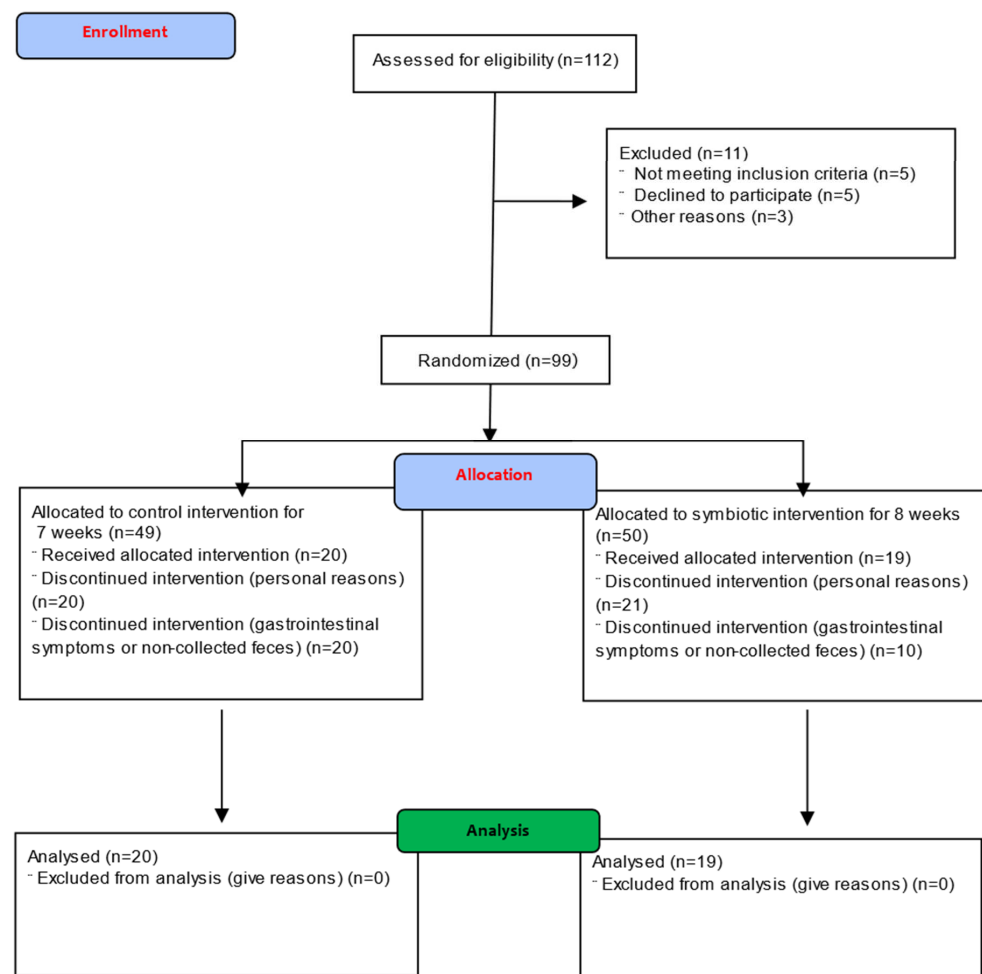 Enrollment
Assessed for eligibility (n=112)
Excluded (n=11)
¨ Not meeting inclusion criteria (n=5)
¨ Declined to participate (n=5)
¨ Other reasons (n=3)
Randomized (n=99)
Allocation
Allocated to control intervention for
7 weeks (n=49)
¨ Received allocated intervention (n=20)
¨ Discontinued intervention (personal reasons)
(n=20)
¨ Discontinued intervention (gastrointestinal
symptoms or non-collected feces) (n=20)
Allocated to symbiotic intervention for 8 weeks
(n=50)
¨ Received allocated intervention (n=19)
¨ Discontinued intervention (personal reasons)
(n=21)
¨ Discontinued intervention (gastrointestinal
symptoms or non-collected feces) (n=10)
Analysis
Analysed (n=20)
¨ Excluded from analysis (give reasons) (n=0)
Analysed (n=19)
¨ Excluded from analysis (give reasons) (n=0)